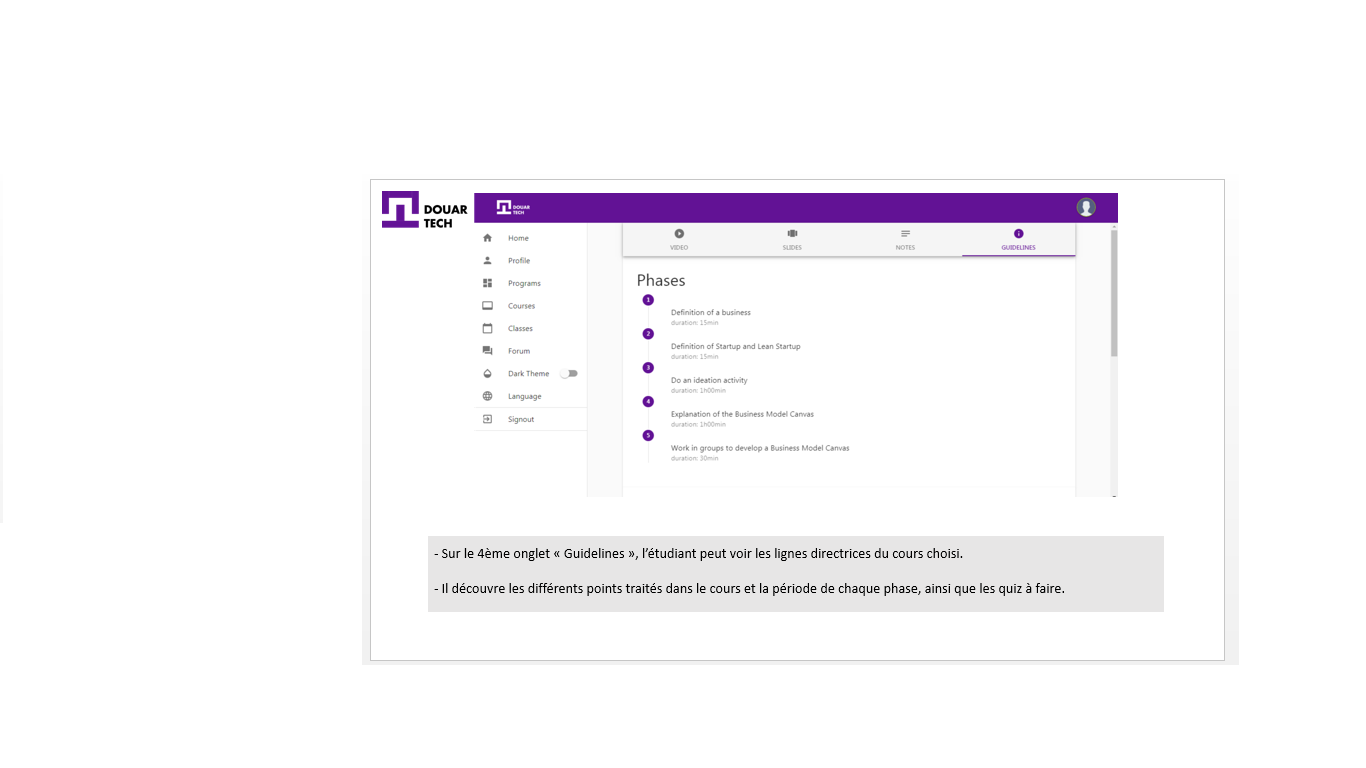 DOUAR
TECH
DOUAR
TECH
Home
Profile
Programs
Courses
Classes
Forum
Dark Theme
Language
Signout
VIDEO
SLIDES
NOTES
GUIDELINES
Phases
1
Definition of a business
duration: 15min
2
Definition of Startup and Lean Startup
duration: 15min
3
Do an ideation activity
duration: 1h00min
4
Explanation of the Business Model Canvas
duration: 1h00min
5
Work in groups to develop a Business Model Canvas
duration: 30min
- Sur le 4ème onglet « Guidelines », l’étudiant peut voir les lignes directrices du cours choisi.
- Il découvre les différents points traités dans le cours et la période de chaque phase, ainsi que les quiz à faire.